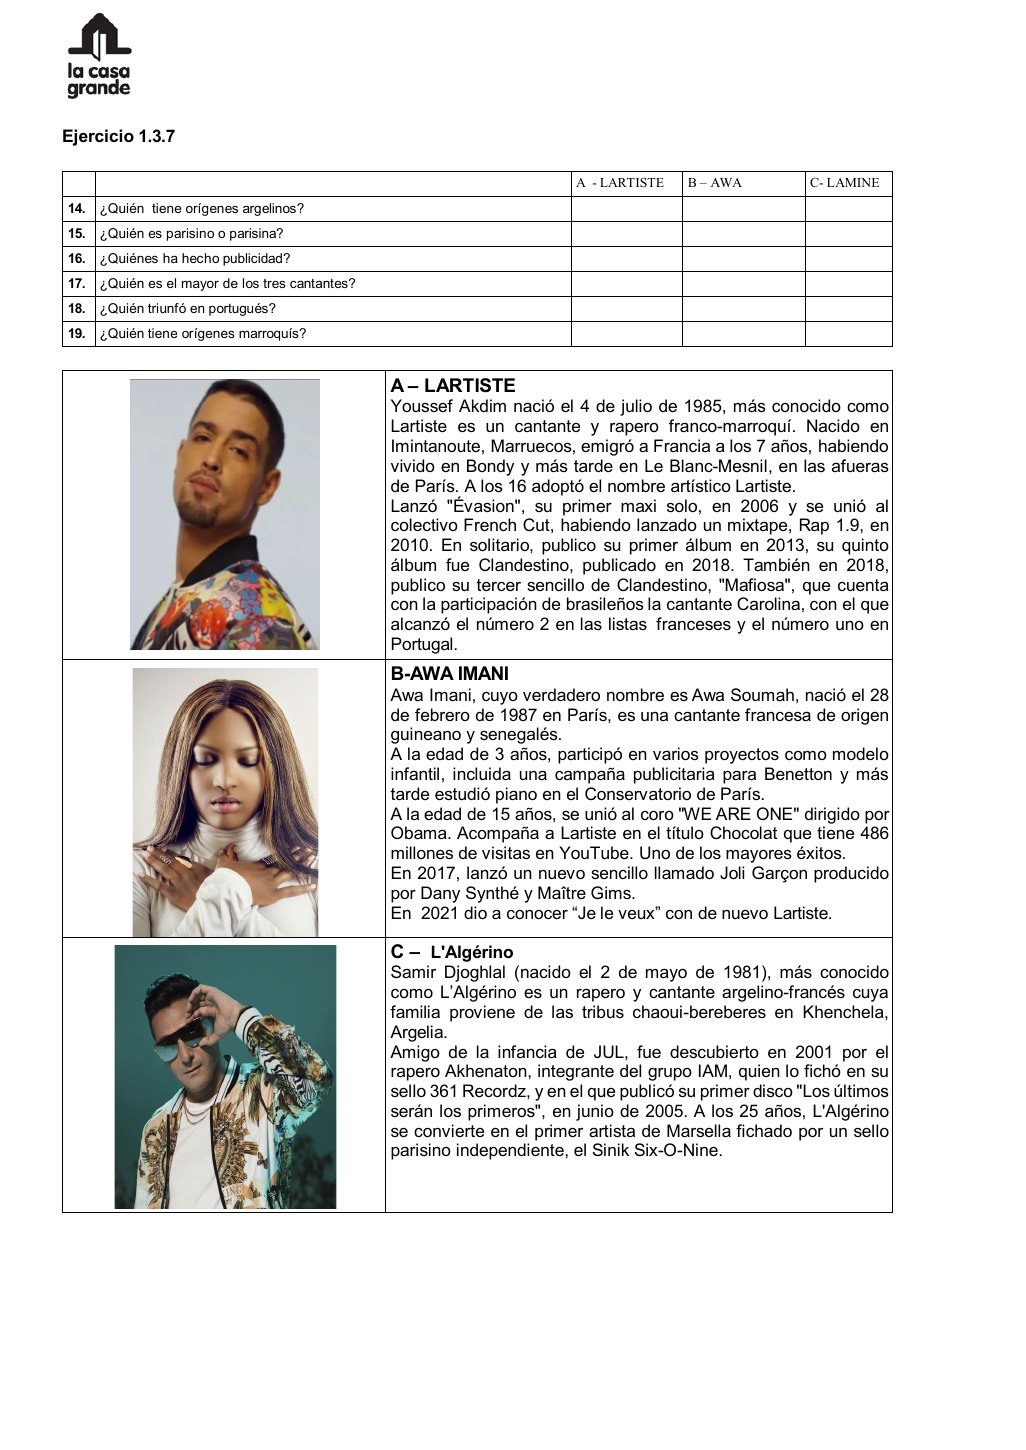 la casa
grande
Ejercicio 1.3.7
A - LARTISTE B – AWA C- LAMINE
14. ¿Quién tiene orígenes argelinos?
15. ¿Quién es parisino o parisina?
16. ¿Quiénes ha hecho publicidad?
17. ¿Quién es el mayor de los tres cantantes?
18. ¿Quién triunfó en portugués?
19. ¿Quién tiene orígenes marroquís?
A – LARTISTE
Youssef Akdim nació el 4 de julio de 1985, más conocido como
Lartiste es un cantante y rapero franco-marroquí. Nacido en
Imintanoute, Marruecos, emigró a Francia a los 7 años, habiendo
vivido en Bondy y más tarde en Le Blanc-Mesnil, en las afueras
de París. A los 16 adoptó el nombre artístico Lartiste.
Lanzó "Évasion", su primer maxi solo, en 2006 y se unió al
colectivo French Cut, habiendo lanzado un mixtape, Rap 1.9, en
2010. En solitario, publico su primer álbum en 2013, su quinto
álbum fue Clandestino, publicado en 2018. También en 2018,
publico su tercer sencillo de Clandestino, "Mafiosa", que cuenta
con la participación de brasileños la cantante Carolina, con el que
alcanzó el número 2 en las listas franceses y el número uno en
Portugal.
B-AWA IMANI
Awa Imani, cuyo verdadero nombre es Awa Soumah, nació el 28
de febrero de 1987 en París, es una cantante francesa de origen
guineano y senegalés.
A la edad de 3 años, participó en varios proyectos como modelo
infantil, incluida una campaña publicitaria para Benetton y más
tarde estudió piano en el Conservatorio de París.
A la edad de 15 años, se unió al coro "WE ARE ONE" dirigido por
Obama. Acompaña a Lartiste en el título Chocolat que tiene 486
millones de visitas en YouTube. Uno de los mayores éxitos.
En 2017, lanzó un nuevo sencillo llamado Joli Garçon producido
por Dany Synthé y Maître Gims.
En 2021 dio a conocer “Je le veux” con de nuevo Lartiste.
C – L'Algérino
Samir Djoghlal (nacido el 2 de mayo de 1981), más conocido
como L’Algérino es un rapero y cantante argelino-francés cuya
familia proviene de las tribus chaoui-bereberes en Khenchela,
Argelia.
Amigo de la infancia de JUL, fue descubierto en 2001 por el
rapero Akhenaton, integrante del grupo IAM, quien lo fichó en su
sello 361 Recordz, y en el que publicó su primer disco "Los últimos
serán los primeros", en junio de 2005. A los 25 años, L'Algérino
se convierte en el primer artista de Marsella fichado por un sello
parisino independiente, el Sinik Six-O-Nine.